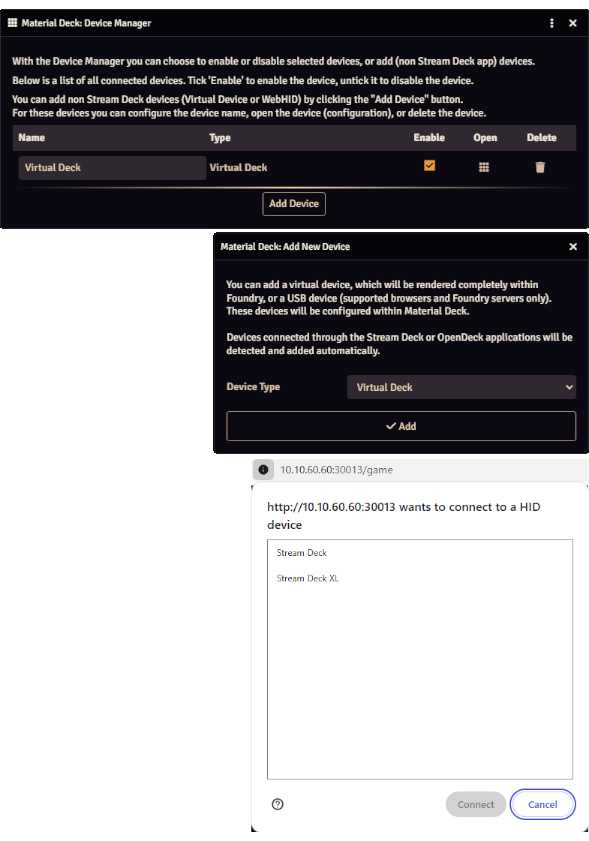 Material Deck: Device Manager
With the Device Manager you can choose to enable or disable selected devices, or add (non Stream Deck app) devices.
Below is a list of all connected devices. Tick 'Enable' to enable the device, untick it to disable the device.
You can add non Stream Deck devices (Virtual Device or WebHID) by clicking the "Add Device" button.
For these devices you can configure the device name, open the device (configuration), or delete the device.
Name Type Enable Open Delete
Virtual Deck Virtual Deck
Add Device
Material Deck: Add New Device
You can add a virtual device, which will be rendered completely within
Foundry, or a USB device (supported browsers and Foundry servers only).
These devices will be configured within Material Deck.
Devices connected through the Stream Deck or OpenDeck applications will be
detected and added automatically.
Device Type Virtual Deck
Add
10.10.60.60:30013/game
http://10.10.60.60:30013 wants to connect to a HID
device
Stream Deck
Stream Deck XL
Connect Cancel